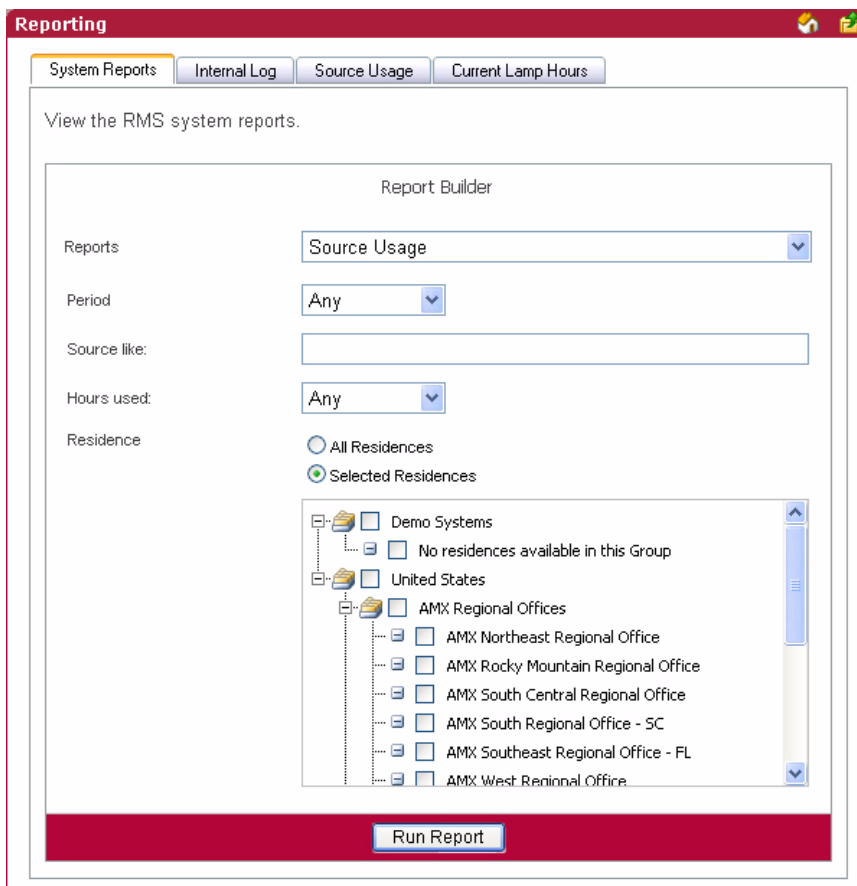 Reporting
System Reports Internal Log Source Usage Current Lamp Hours
View the RMS system reports.
Report Builder
Reports Source Usage
Period Any
Source like:
Hours used: Any
Residence All Residences
Selected Residences
Demo Systems
No residences available in this Group
United States
AMX Regional Offices
AMX Northeast Regional Office
AMX Rocky Mountain Regional Office
AMX South Central Regional Office
AMX South Regional Office - SC
AMX Southeast Regional Office - FL
AMX West Regional Office
Run Report